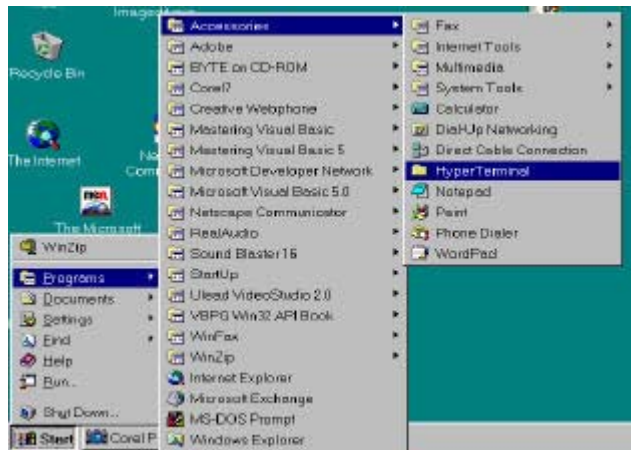 Recycle Bin
The Internet
The Microsoft
WinZip
Programs
Documents
Settings
Find
Help
Run...
Shut Down...
Start
Corel P
Accessories
Adobe
BYTE on CD-ROM
Corel7
Creative Webphone
Mastering Visual Basic
Mastering Visual Basic 5
Microsoft Developer Network
Microsoft Visual Basic 5.0
Netscape Communicator
RealAudio
Sound Blaster 16
StartUp
Ulead VideoStudio 2.0
VBPG Win32 API Book
WinFax
WinZip
Internet Explorer
Microsoft Exchange
MS-DOS Prompt
Windows Explorer
Fax
Internet Tools
Multimedia
System Tools
Calculator
Dial-Up Networking
Direct Cable Connection
HyperTerminal
Notepad
Paint
Phone Dialer
WordPad